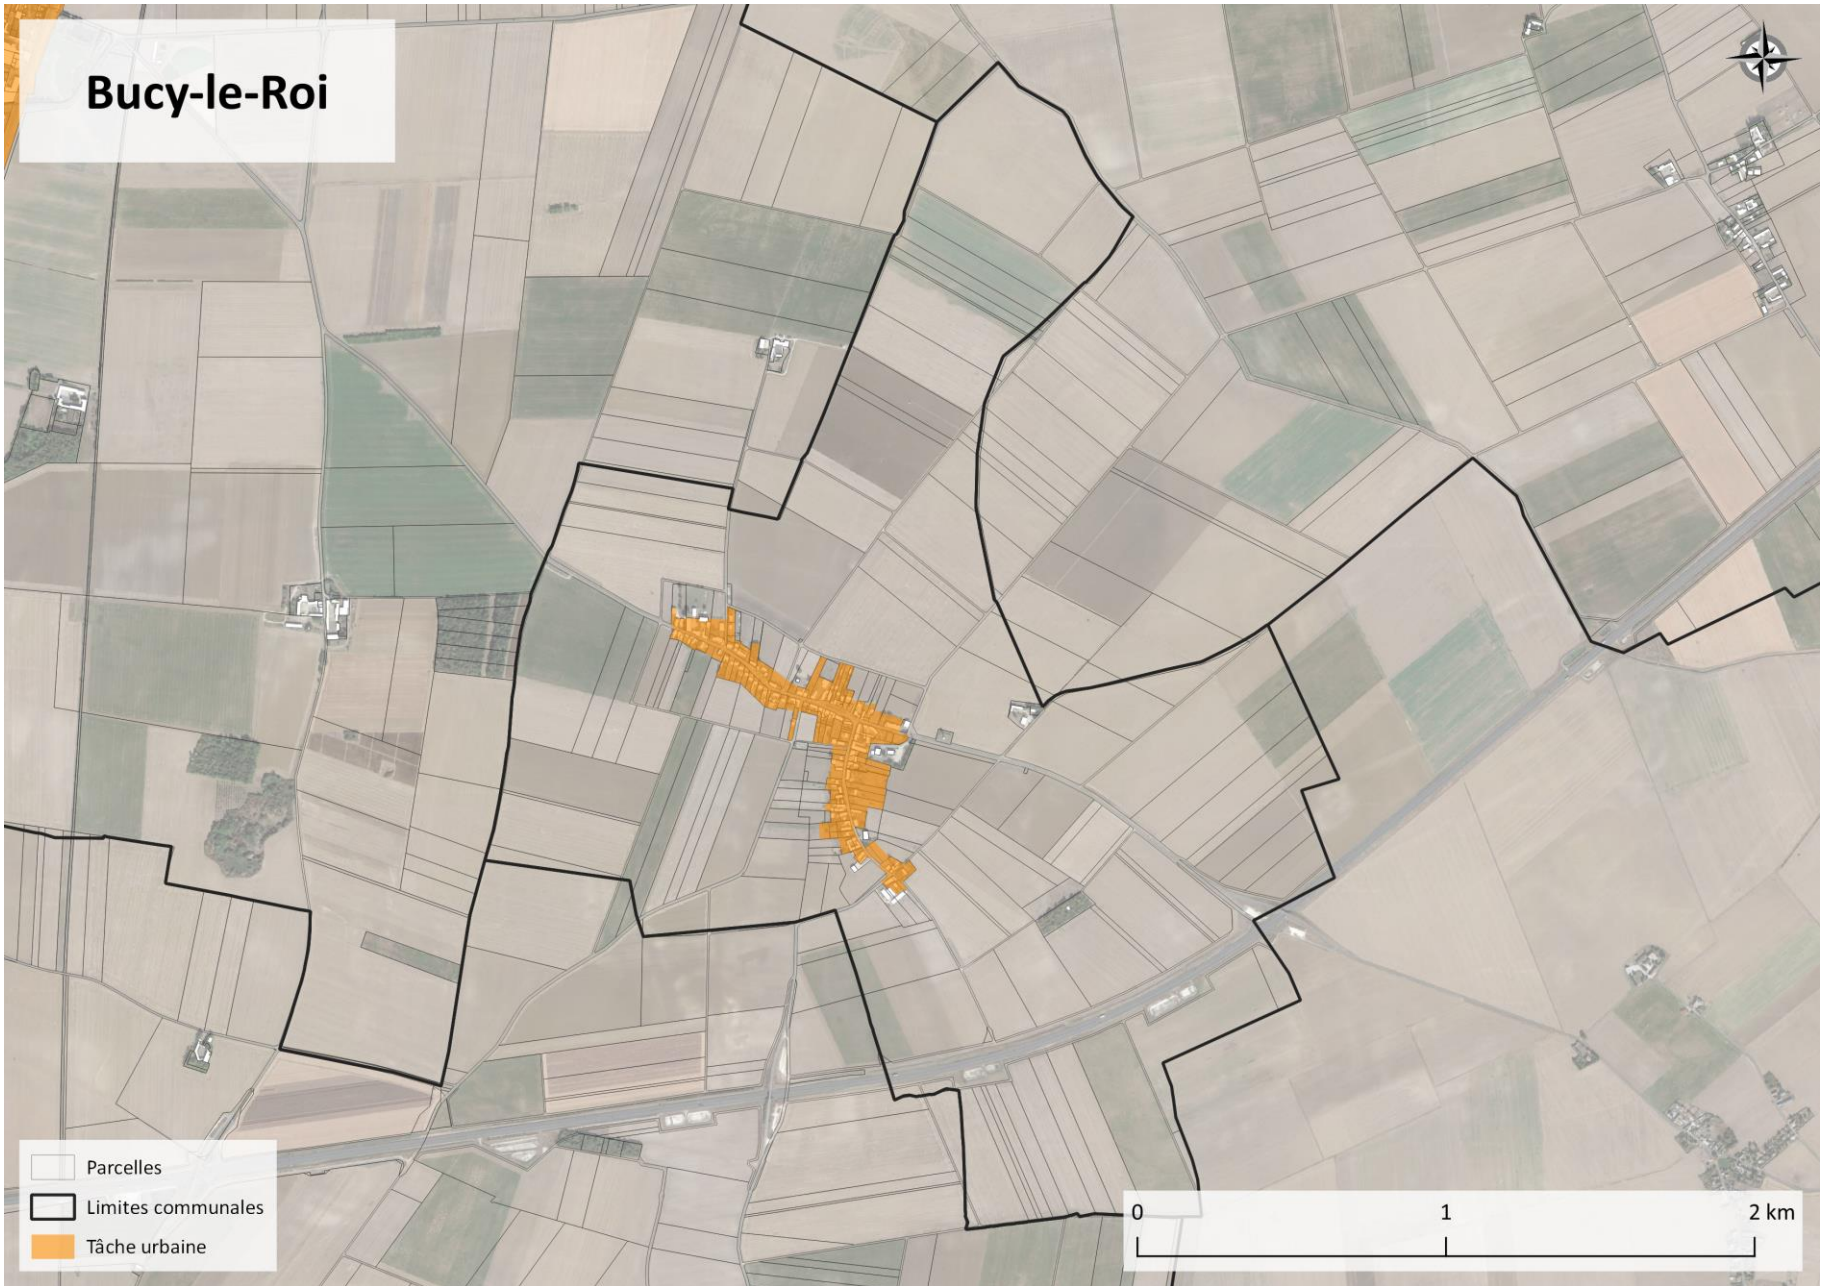 Bucy-le-Roi
Parcelles
Limites communales
Tâche urbaine
0 1 2 km